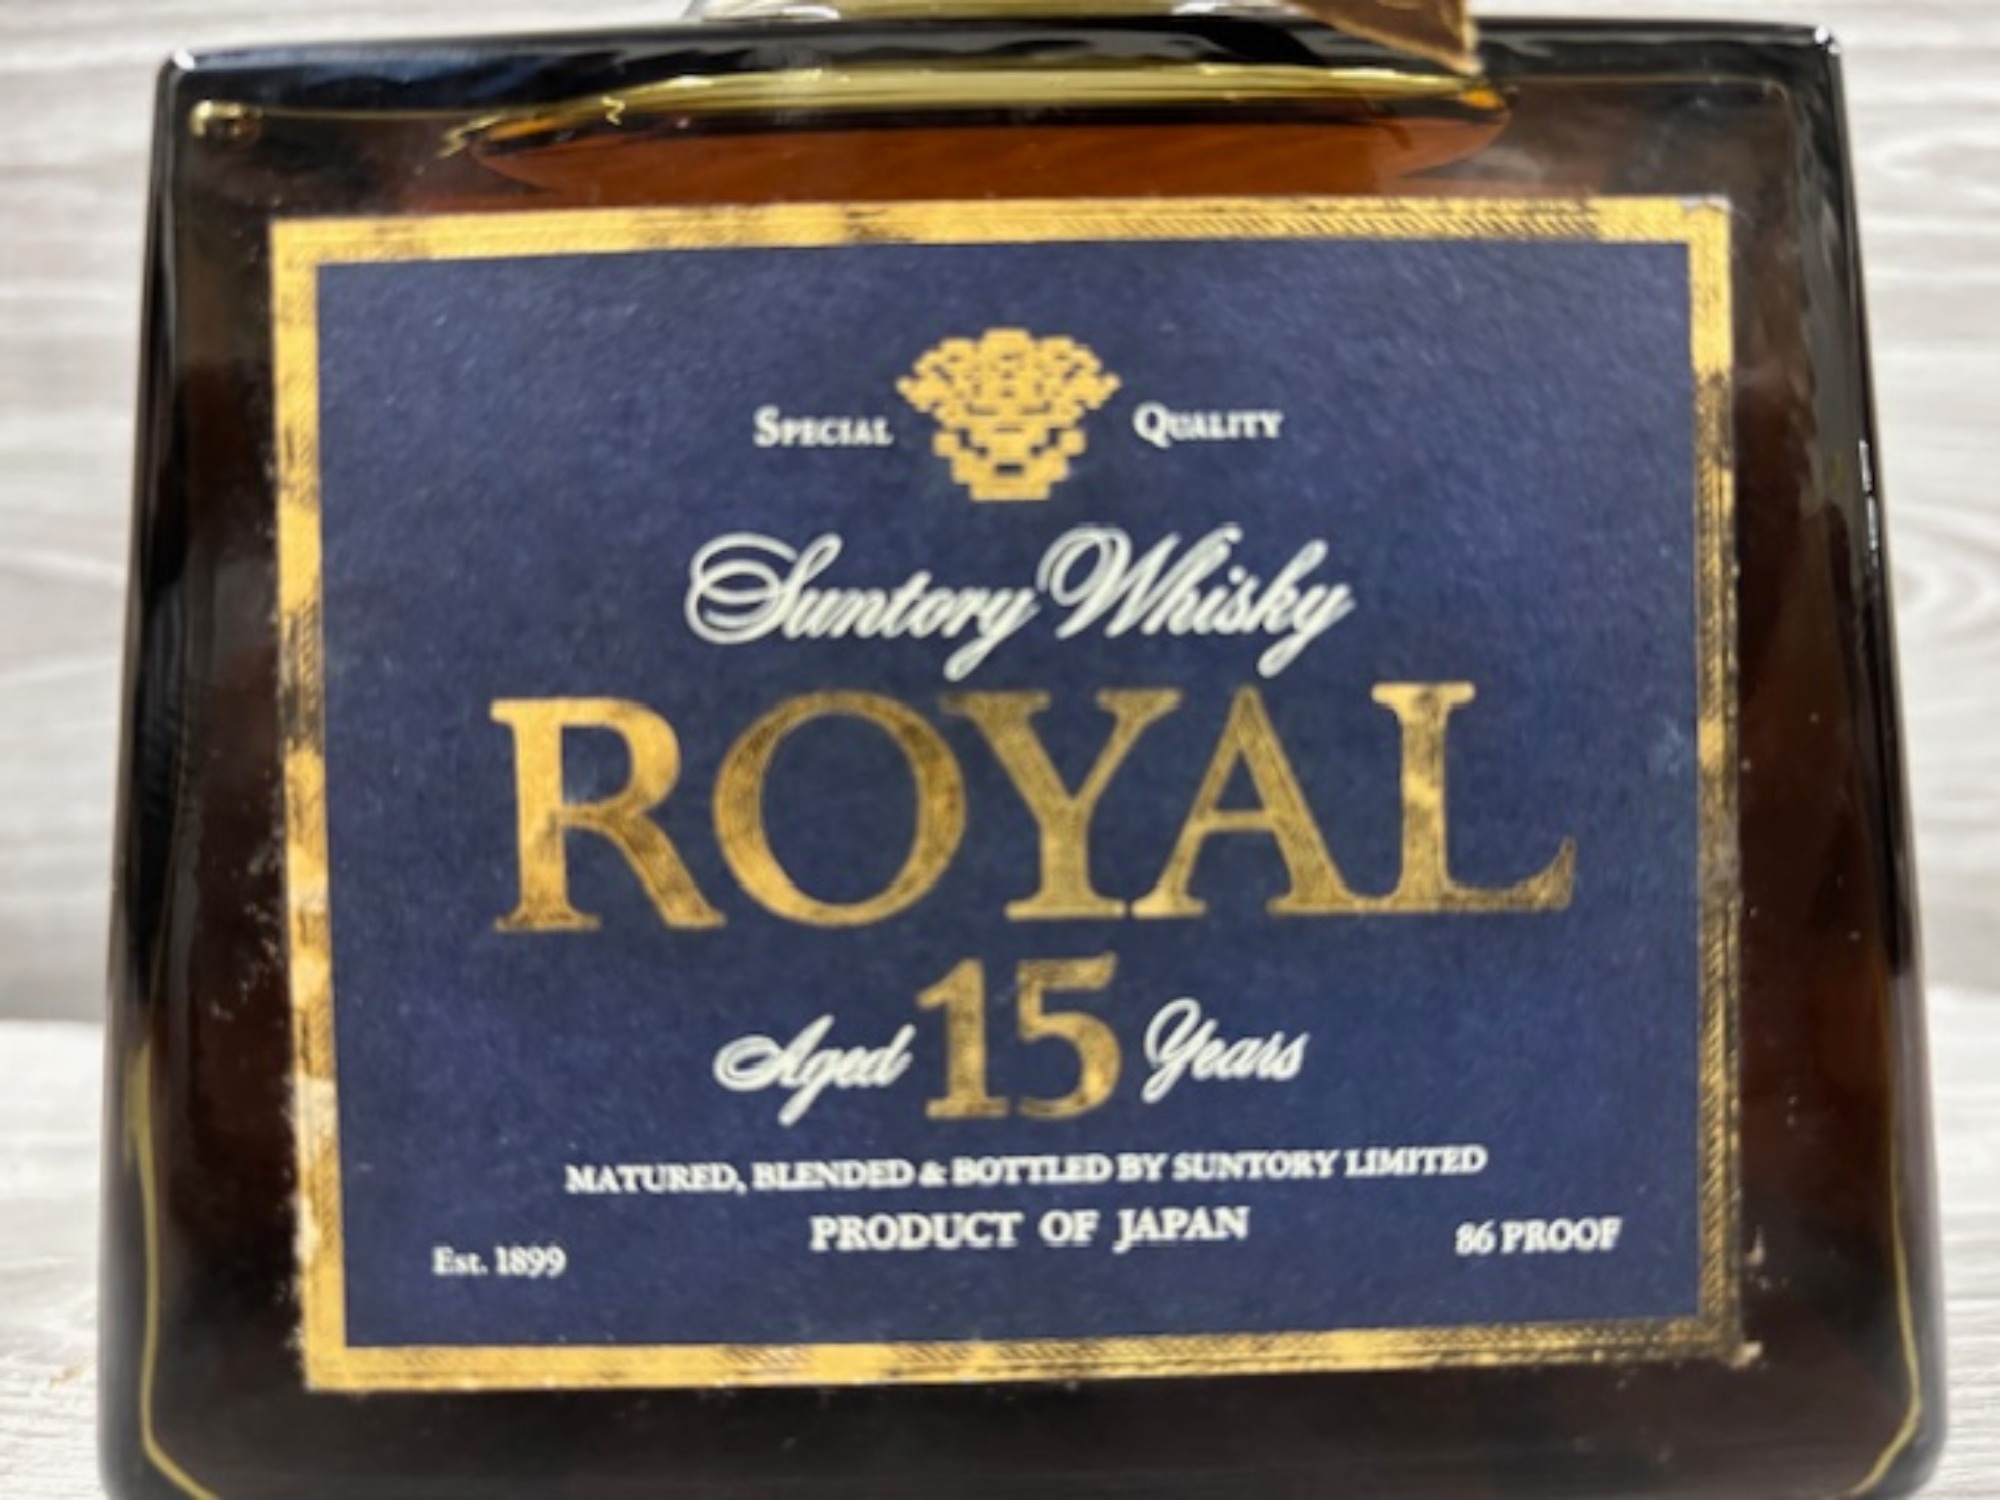 SPECIAL QUALITY
Suntory Whisky
ROYAL
Aged 15 Years
MATURED, BLENDED & BOTTLED BY SUNTORY LIMITED
PRODUCT OF JAPAN
Est. 1899
86 PROOF